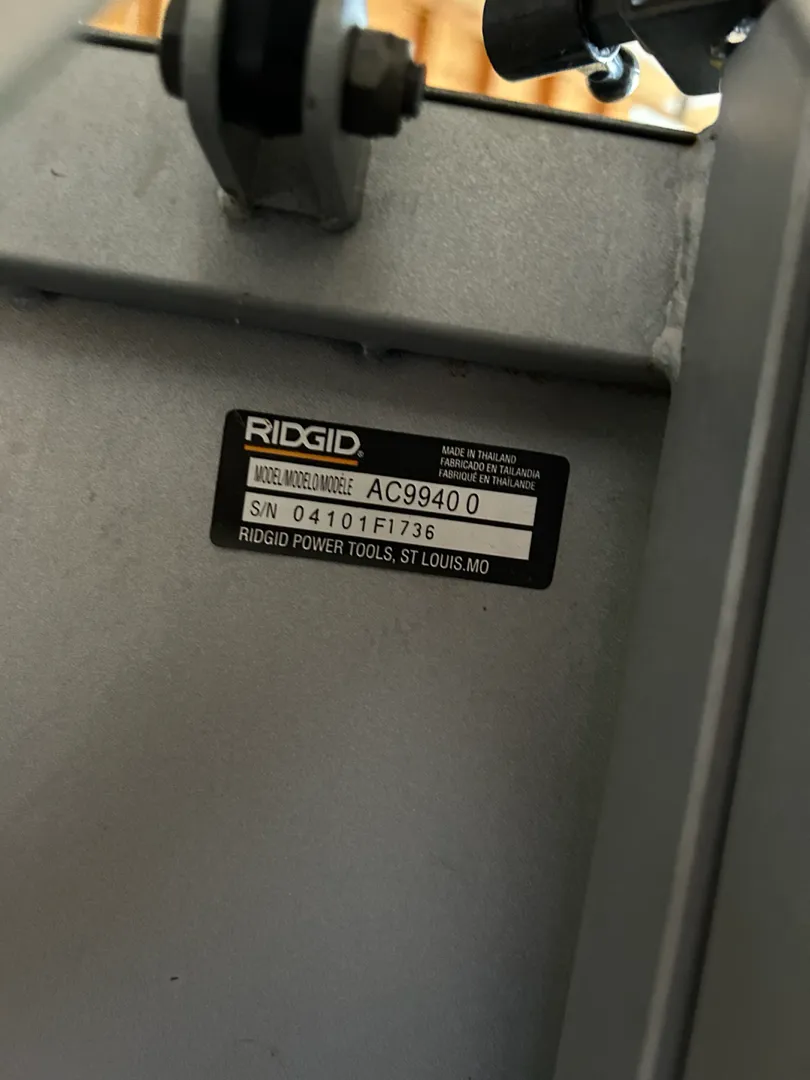 RIDGID®
MADE IN THAILAND
FABRICADO EN TAILANDIA
FABRIQUÉ EN THAÏLANDE
MODEL/MODELO/MODÈLE AC99400
S/N 04101F1736
RIDGID POWER TOOLS, ST LOUIS.MO